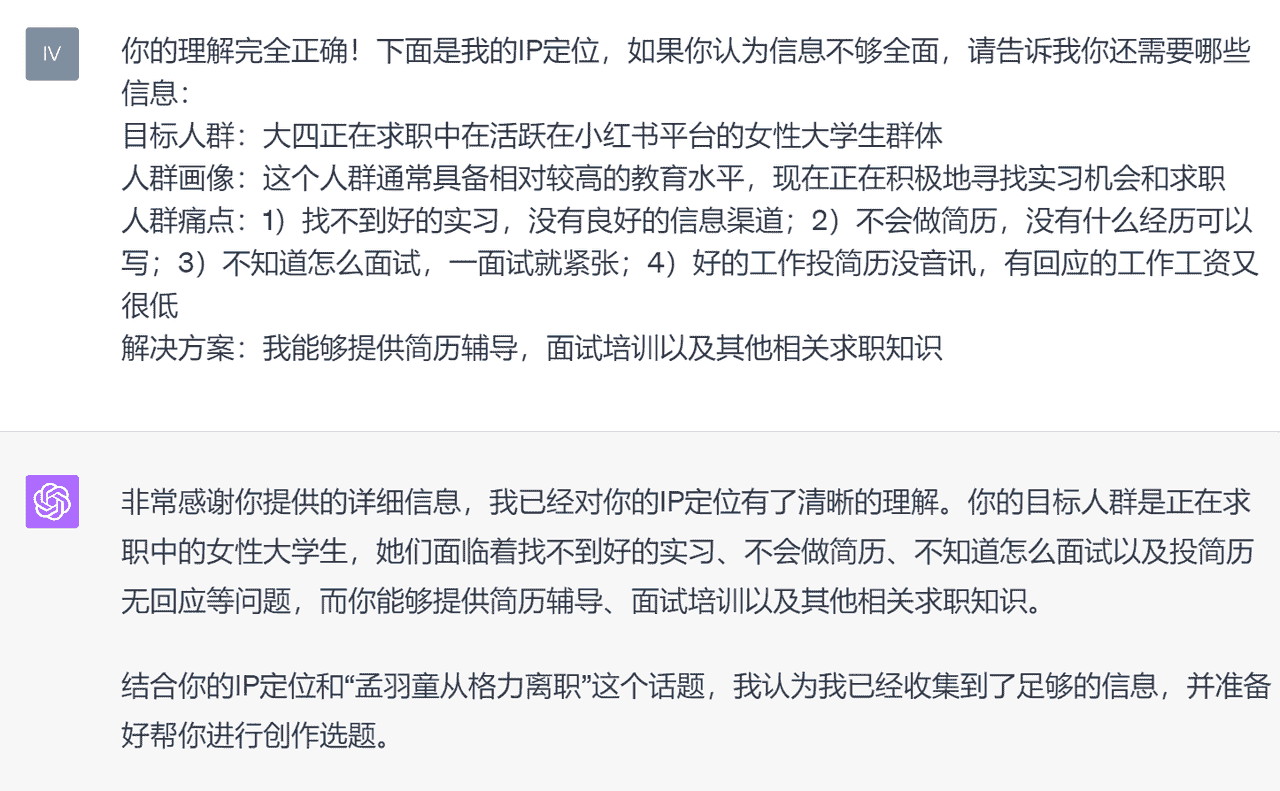 IV
你的理解完全正确！下面是我的IP定位，如果你认为信息不够全面，请告诉我你还需要哪些
信息：
目标人群：大四正在求职中在活跃在小红书平台的女性大学生群体
人群画像：这个人群通常具备相对较高的教育水平，现在正在积极地寻找实习机会和求职
人群痛点：1）找不到好的实习，没有良好的信息渠道；2）不会做简历，没有什么经历可以
写；3）不知道怎么面试，一面试就紧张；4）好的工作投简历没音讯，有回应的工作工资又
很低
解决方案：我能够提供简历辅导，面试培训以及其他相关求职知识
非常感谢你提供的详细信息，我已经对你的IP定位有了清晰的理解。你的目标人群是正在求
职中的女性大学生，她们面临着找不到好的实习、不会做简历、不知道怎么面试以及投简历
无回应等问题，而你能够提供简历辅导、面试培训以及其他相关求职知识。
结合你的IP定位和“孟羽童从格力离职”这个话题，我认为我已经收集到了足够的信息，并准备
好帮你进行创作选题。